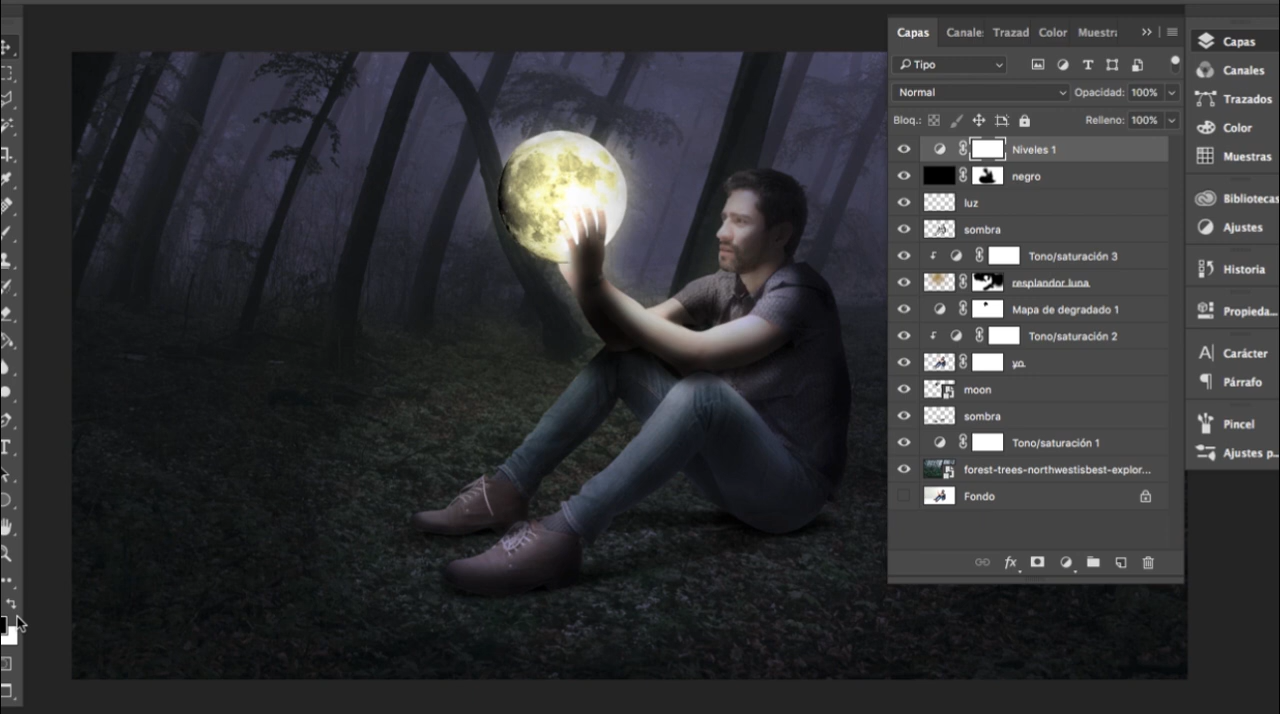 Capas Canale: Trazad Color Muestra
Tipo
Normal Opacidad: 100%
Bloq.: Relleno: 100%
Niveles 1
negro
luz
sombra
Tono/saturación 3
resplandor luna
Mapa de degradado 1
Tono/saturación 2
yo
moon
sombra
Tono/saturación 1
forest-trees-northwestisbest-explor...
Fondo
fx
Capas
Canales
Trazados
Color
Muestras
Bibliotecas
Ajustes
Historia
Propieda...
Carácter
Párrafo
Pincel
Ajustes p...